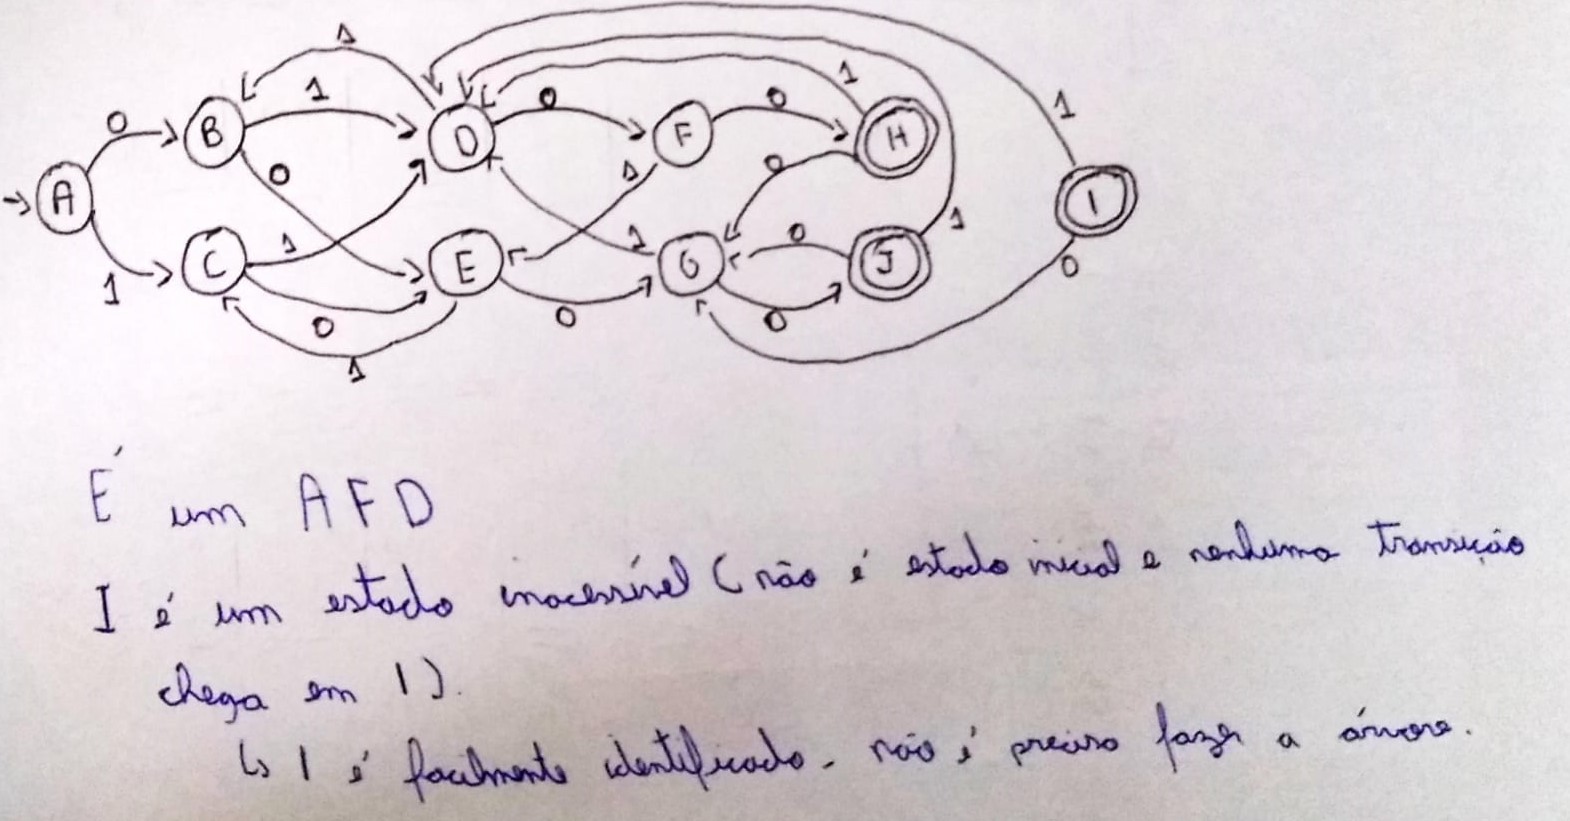 1
0
1
0
0
1
1
B
D
F
H
0
0
1
A
I
1
1
0
1
C
E
G
J
1
0
0
0
0
1
É um AFD
I é um estado inacessível (não é estado inicial e nenhuma transição
chega em I).
↳ I é facilmente identificado. não é preciso fazer a árvore.